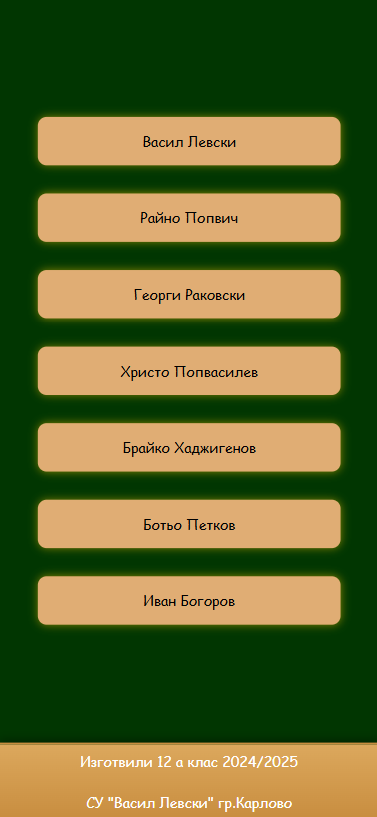 Васил Левски
Райно Попвич
Георги Раковски
Христо Попвасилев
Брайко Хаджигенов
Ботьо Петков
Иван Богоров
Изготвили 12 а клас 2024/2025
СУ "Васил Левски" гр.Карлово